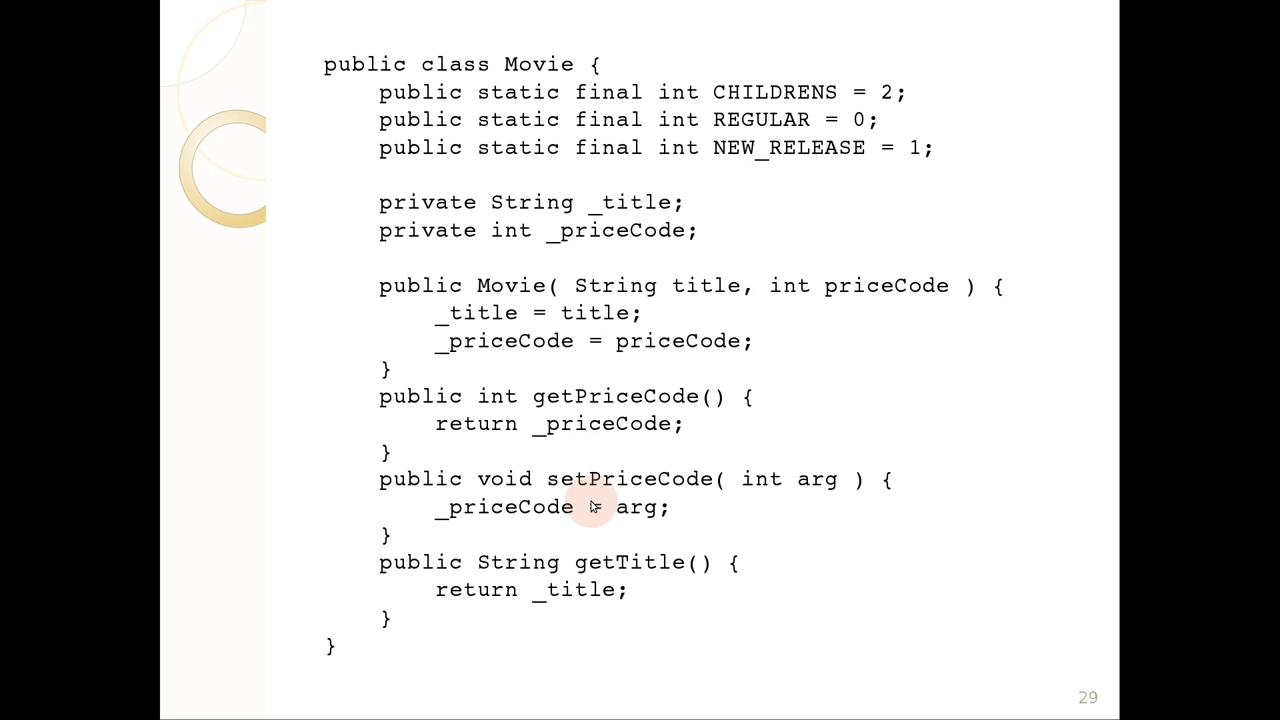 public class Movie {
    public static final int CHILDRENS = 2;
    public static final int REGULAR = 0;
    public static final int NEW_RELEASE = 1;
    private String _title;
    private int _priceCode;
    public Movie( String title, int priceCode ) {
        _title = title;
        _priceCode = priceCode;
    }
    public int getPriceCode() {
        return _priceCode;
    }
    public void setPriceCode( int arg ) {
        _priceCode = arg;
    }
    public String getTitle() {
        return _title;
    }
}
29